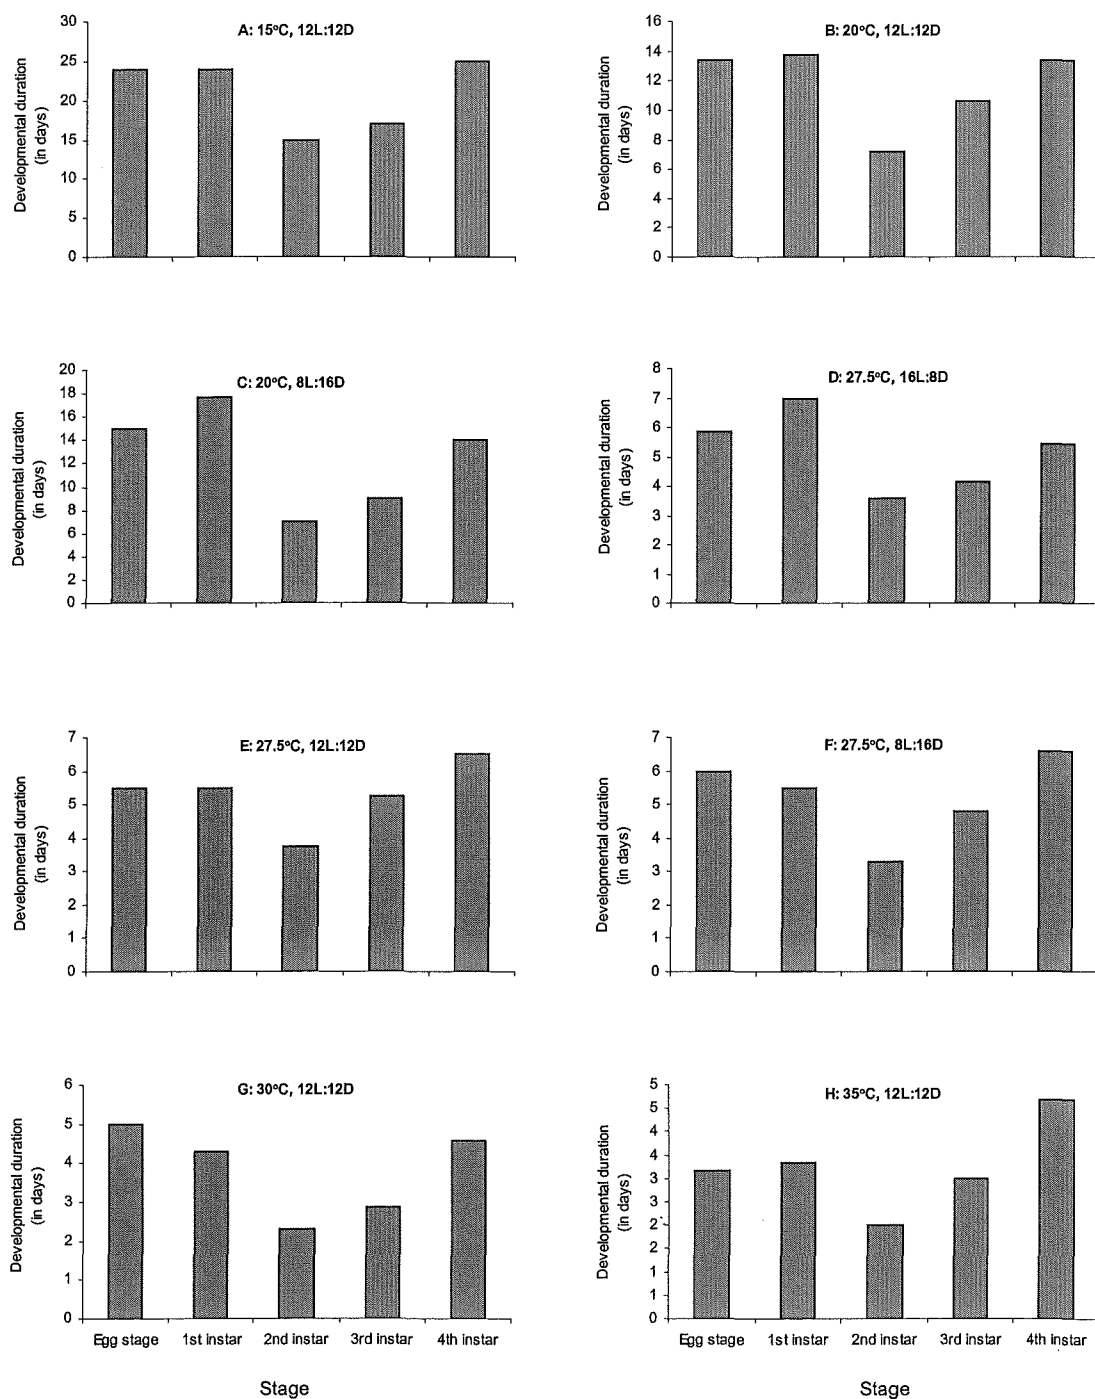 A: 15°C, 12L:12D
Developmental duration
(in days)
30
25
20
15
10
5
0
B: 20°C, 12L:12D
Developmental duration
(in days)
16
14
12
10
8
6
4
2
0
C: 20°C, 8L:16D
Developmental duration
(in days)
20
18
16
14
12
10
8
6
4
2
0
D: 27.5°C, 16L:8D
Developmental duration
(in days)
8
7
6
5
4
3
2
1
0
E: 27.5°C, 12L:12D
Developmental duration
(in days)
7
6
5
4
3
2
1
0
F: 27.5°C, 8L:16D
Developmental duration
(in days)
7
6
5
4
3
2
1
0
G: 30°C, 12L:12D
Developmental duration
(in days)
6
5
4
3
2
1
0
Egg stage 1st instar 2nd instar 3rd instar 4th instar
Stage
H: 35°C, 12L:12D
Developmental duration
(in days)
5
5
4
4
3
3
2
2
1
1
0
Egg stage 1st instar 2nd instar 3rd instar 4th instar
Stage